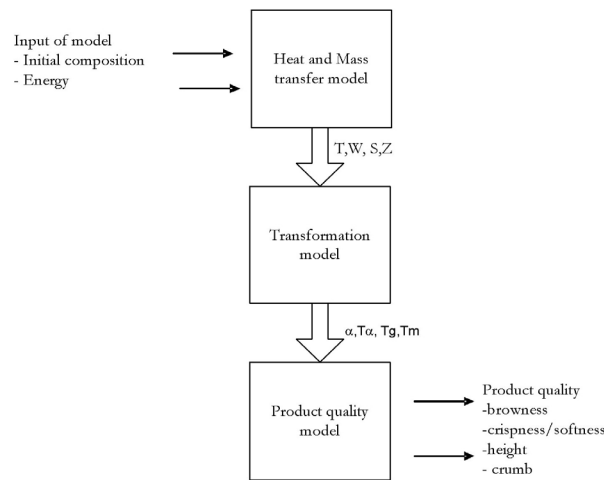 Input of model
- Initial composition
- Energy
Heat and Mass
transfer model
T,W, S,Z
Transformation
model
α,Tα, Tg,Tm
Product quality
model
Product quality
-browness
-crispness/softness
-height
- crumb